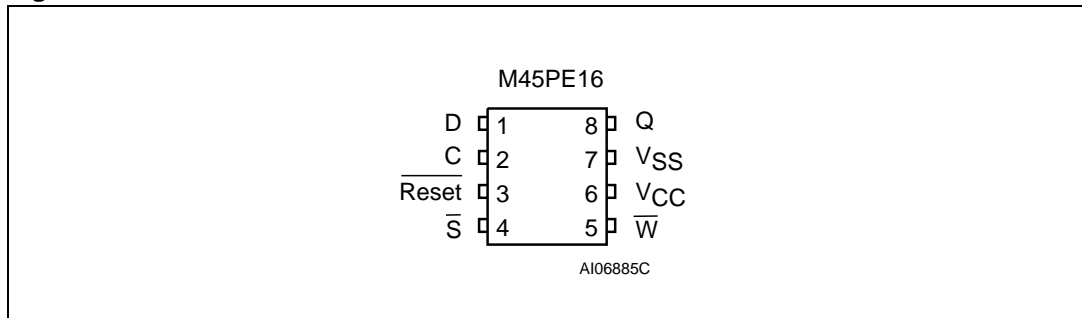 M45PE16
D 1 8 Q
C 2 7 VSS
Reset 3 6 VCC
S 4 5 W
AI06885C